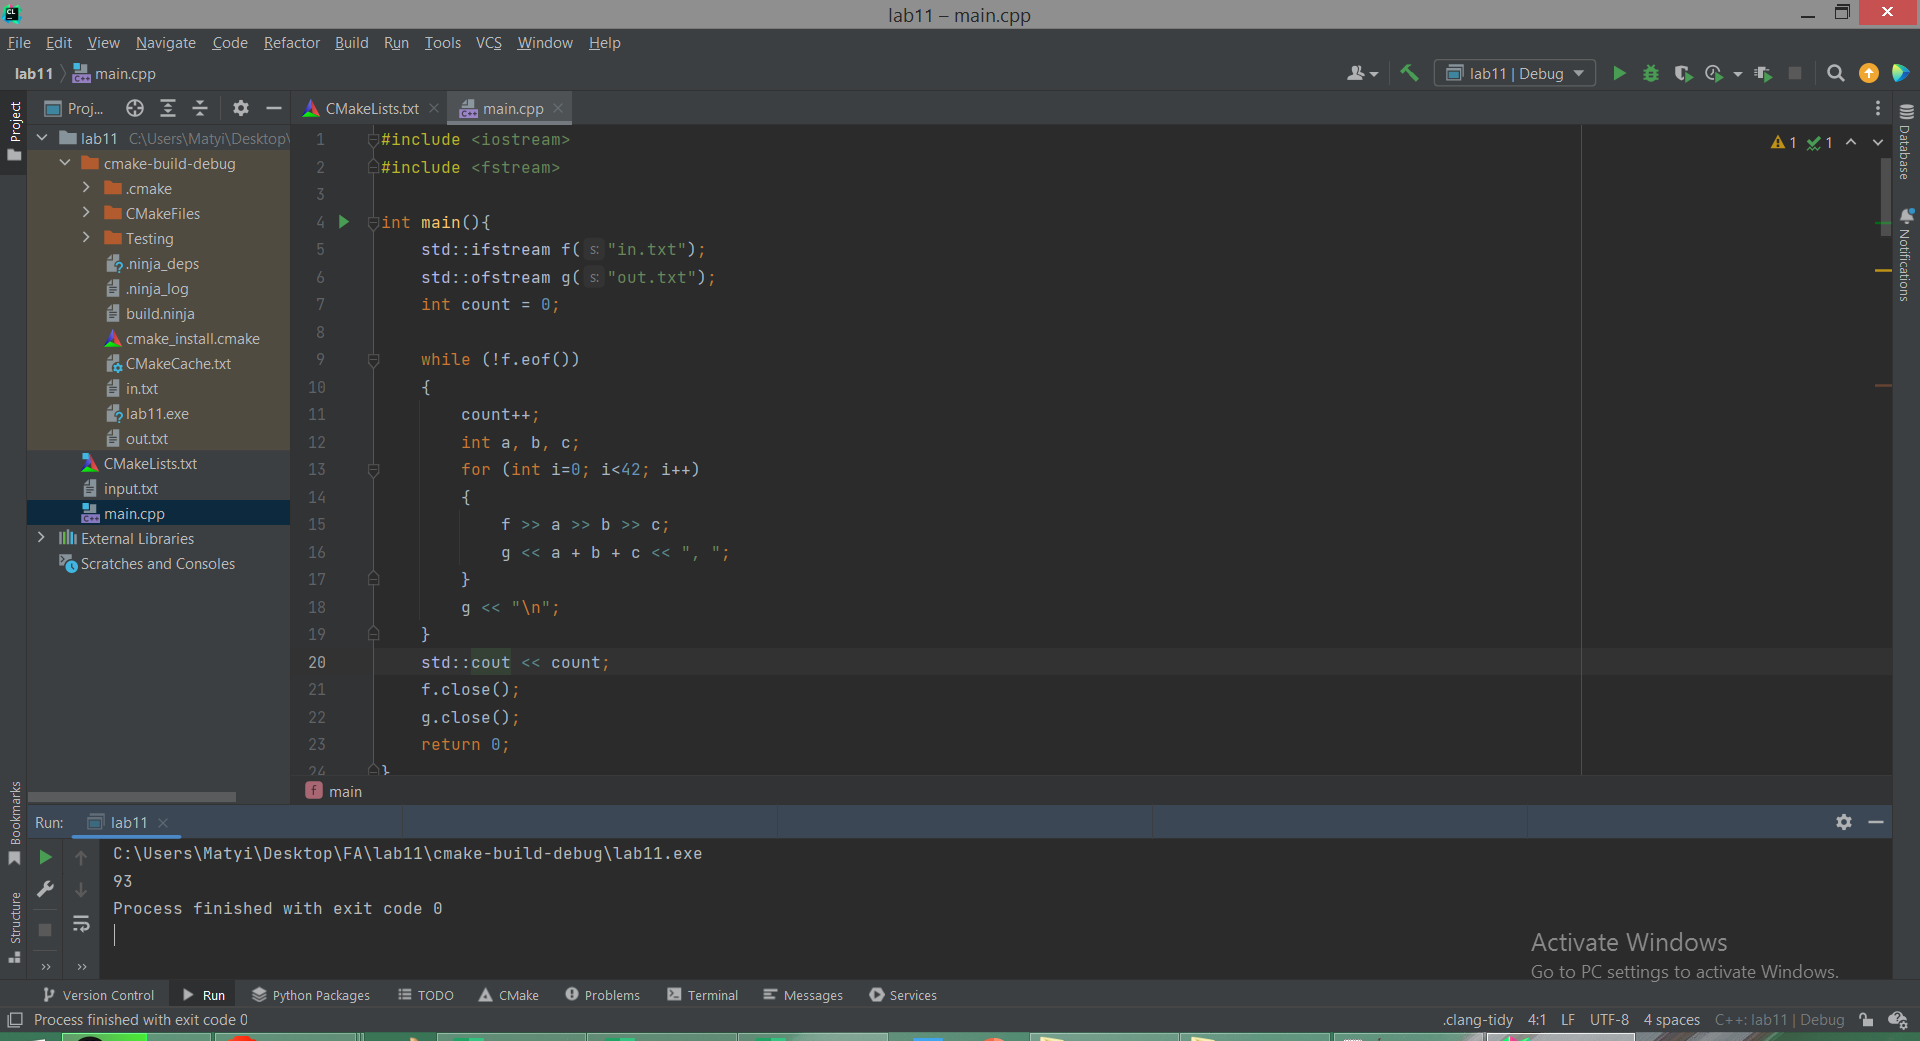 lab11 – main.cpp
File Edit View Navigate Code Refactor Build Run Tools VCS Window Help
lab11 main.cpp
lab11 | Debug
Proj...
CMakeLists.txt
main.cpp
Project
lab11 C:\Users\Matyi\Desktop\
cmake-build-debug
.cmake
CMakeFiles
Testing
.ninja_deps
.ninja_log
build.ninja
cmake_install.cmake
CMakeCache.txt
in.txt
lab11.exe
out.txt
CMakeLists.txt
input.txt
main.cpp
External Libraries
Scratches and Consoles
1 #include <iostream>
2 #include <fstream>
3
4 int main(){
5 std::ifstream f( s: "in.txt");
6 std::ofstream g( s: "out.txt");
7 int count = 0;
8
9 while (!f.eof())
10 {
11 count++;
12 int a, b, c;
13 for (int i=0; i<42; i++)
14 {
15 f >> a >> b >> c;
16 g << a + b + c << ", ";
17 }
18 g << "\n";
19 }
20 std::cout << count;
21 f.close();
22 g.close();
23 return 0;
24 }
1 1
Database
Notifications
f main
Bookmarks
Structure
Run: lab11
C:\Users\Matyi\Desktop\FA\lab11\cmake-build-debug\lab11.exe
93
Process finished with exit code 0
Activate Windows
Go to PC settings to activate Windows.
Version Control Run Python Packages TODO CMake Problems Terminal Messages Services
Process finished with exit code 0
.clang-tidy 4:1 LF UTF-8 4 spaces C++: lab11 | Debug